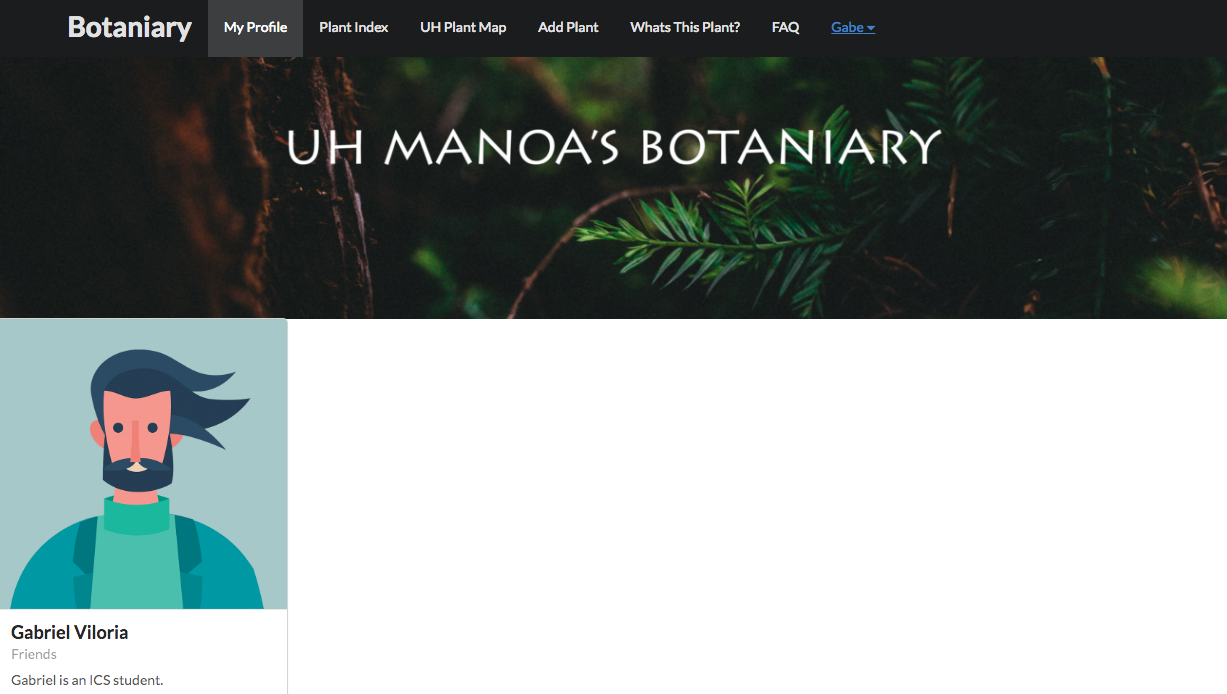 Botaniary My Profile Plant Index UH Plant Map Add Plant Whats This Plant? FAQ Gabe
UH MANOA'S BOTANIARY
Gabriel Viloria
Friends
Gabriel is an ICS student.